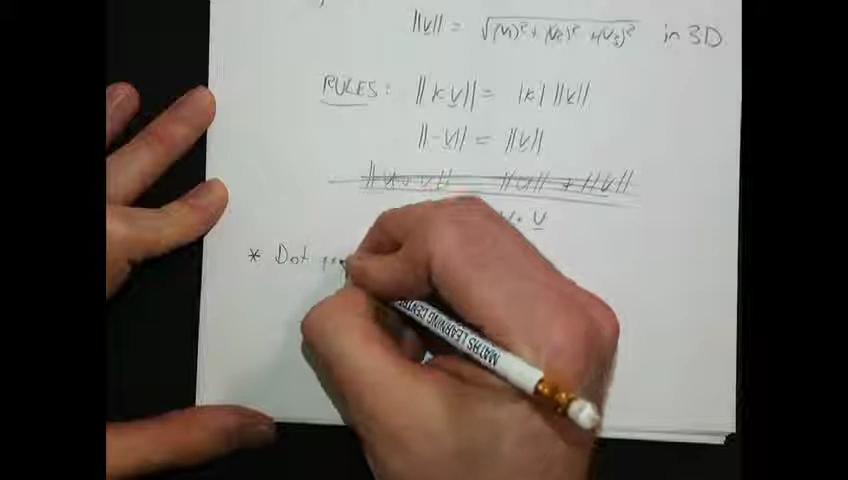 ||v|| = √(v₁)² + (v₂)² + (v₃)² in 3D
RULES: ||kv|| = |k| ||v||
||-v|| = ||v||
||u + v|| ||u|| + ||v||
v · v
* Dot
MATHS LEARNING CENTRE